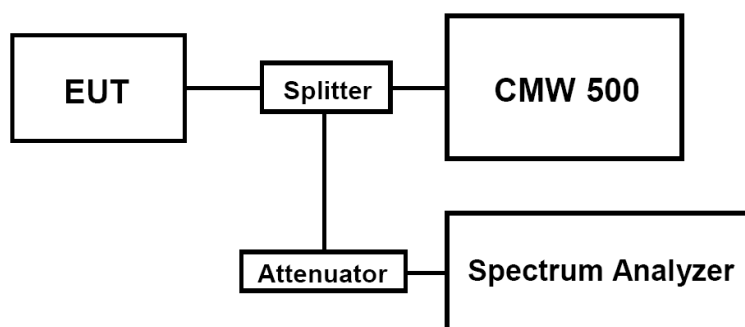 EUT
Splitter
CMW 500
Attenuator
Spectrum Analyzer